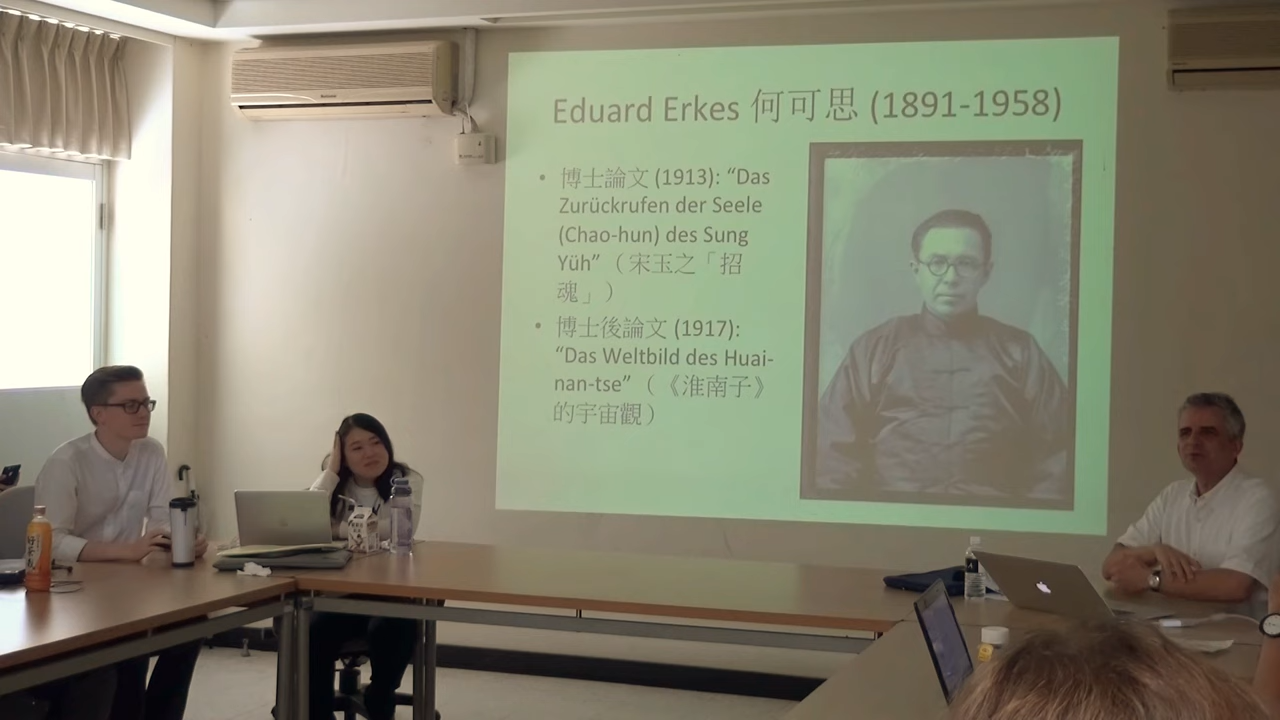 Eduard Erkes 何可思 (1891-1958)
• 博士論文 (1913): “Das
Zurückrufen der Seele
(Chao-hun) des Sung
Yüh” （宋玉之「招
魂」）
• 博士後論文 (1917):
“Das Weltbild des Huai-
nan-tse” （《淮南子》
的宇宙觀）